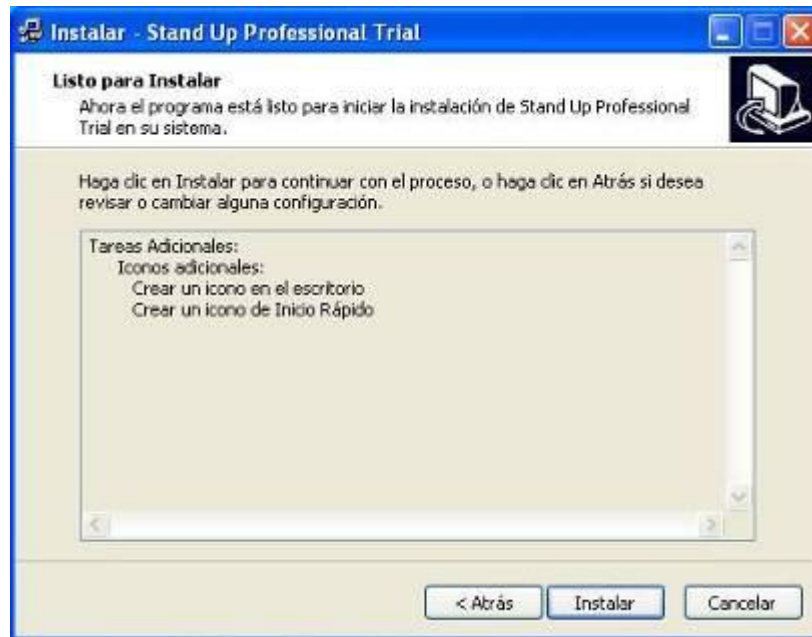 Instalar - Stand Up Professional Trial
Listo para Instalar
Ahora el programa está listo para iniciar la instalación de Stand Up Professional
Trial en su sistema.
Haga clic en Instalar para continuar con el proceso, o haga clic en Atrás si desea
revisar o cambiar alguna configuración.
Tareas Adicionales:
Iconos adicionales:
Crear un icono en el escritorio
Crear un icono de Inicio Rápido
< Atrás
Instalar
Cancelar